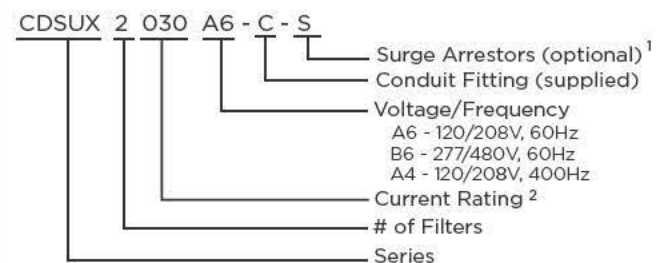 CDSUX 2 030 A6 - C - S
Surge Arrestors (optional) 1
Conduit Fitting (supplied)
Voltage/Frequency
A6 - 120/208V, 60Hz
B6 - 277/480V, 60Hz
A4 - 120/208V, 400Hz
Current Rating 2
# of Filters
Series